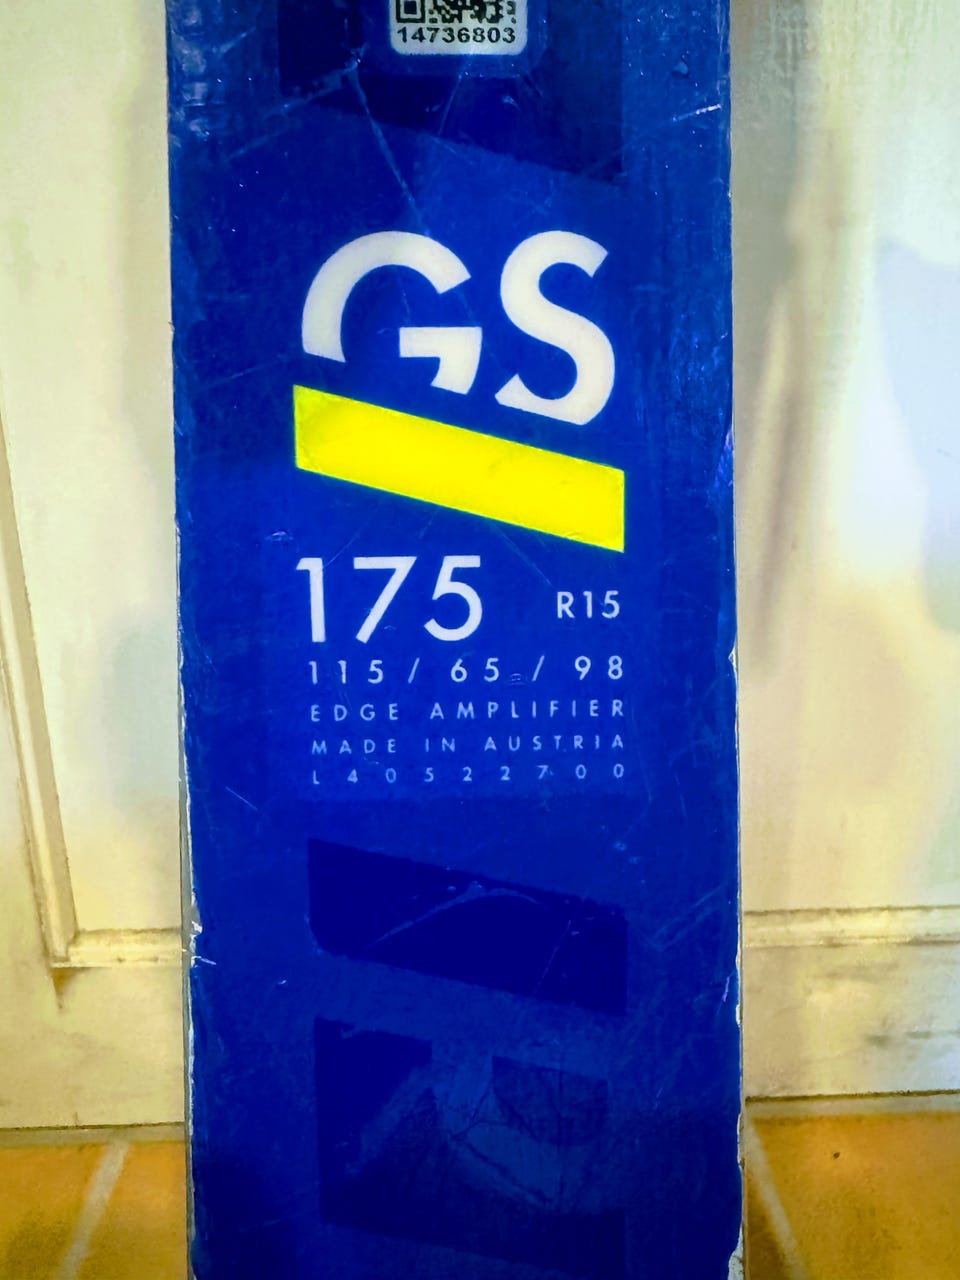 14736803
GS
175 R15
115 / 65 / 98
EDGE AMPLIFIER
MADE IN AUSTRIA
L40522700